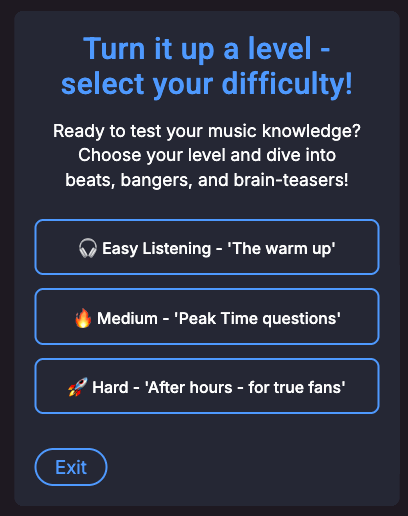 Turn it up a level -
select your difficulty!
Ready to test your music knowledge?
Choose your level and dive into
beats, bangers, and brain-teasers!
🎧 Easy Listening - 'The warm up'
🔥 Medium - 'Peak Time questions'
🚀 Hard - 'After hours - for true fans'
Exit